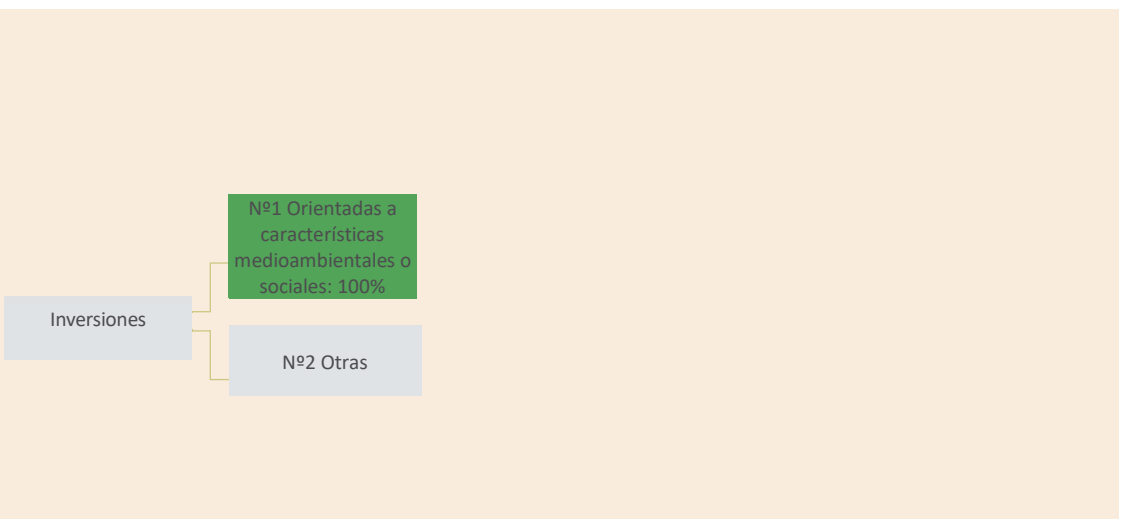 Nº1 Orientadas a
características
medioambientales o
sociales: 100%
Inversiones
Nº2 Otras